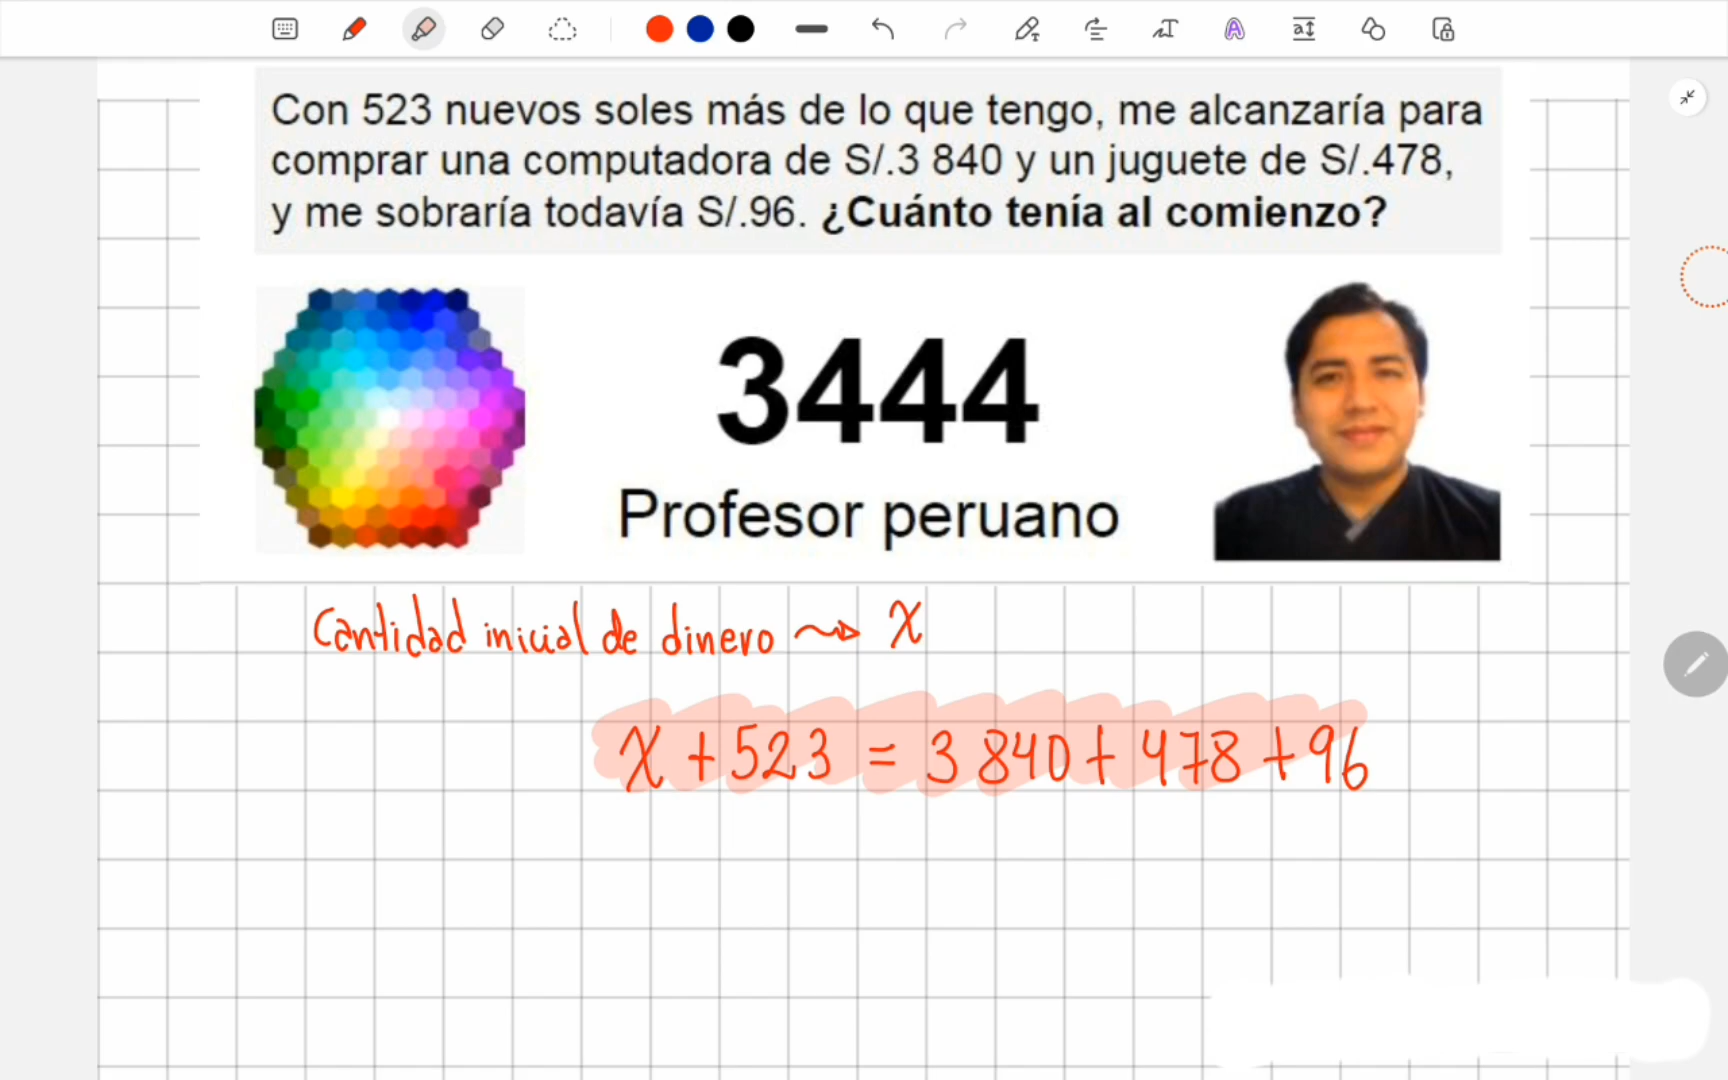 Con 523 nuevos soles más de lo que tengo, me alcanzaría para
comprar una computadora de S/.3 840 y un juguete de S/.478,
y me sobraría todavía S/.96. ¿Cuánto tenía al comienzo?
3444
Profesor peruano
Cantidad inicial de dinero ⤳ x
x + 523 = 3 840 + 478 + 96